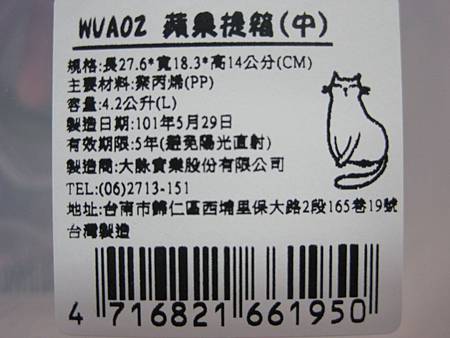 WUA02 蘋果提箱(中)
規格:長27.6*寬18.3*高14公分(CM)
主要材料:聚丙烯(PP)
容量:4.2公升(L)
製造日期:101年5月29日
有效期限:5年(避免陽光直射)
製造商:大詠實業股份有限公司
TEL:(06)2713-151
地址:台南市歸仁區西埔里保大路2段165巷19號
台灣製造
4 716821 661950